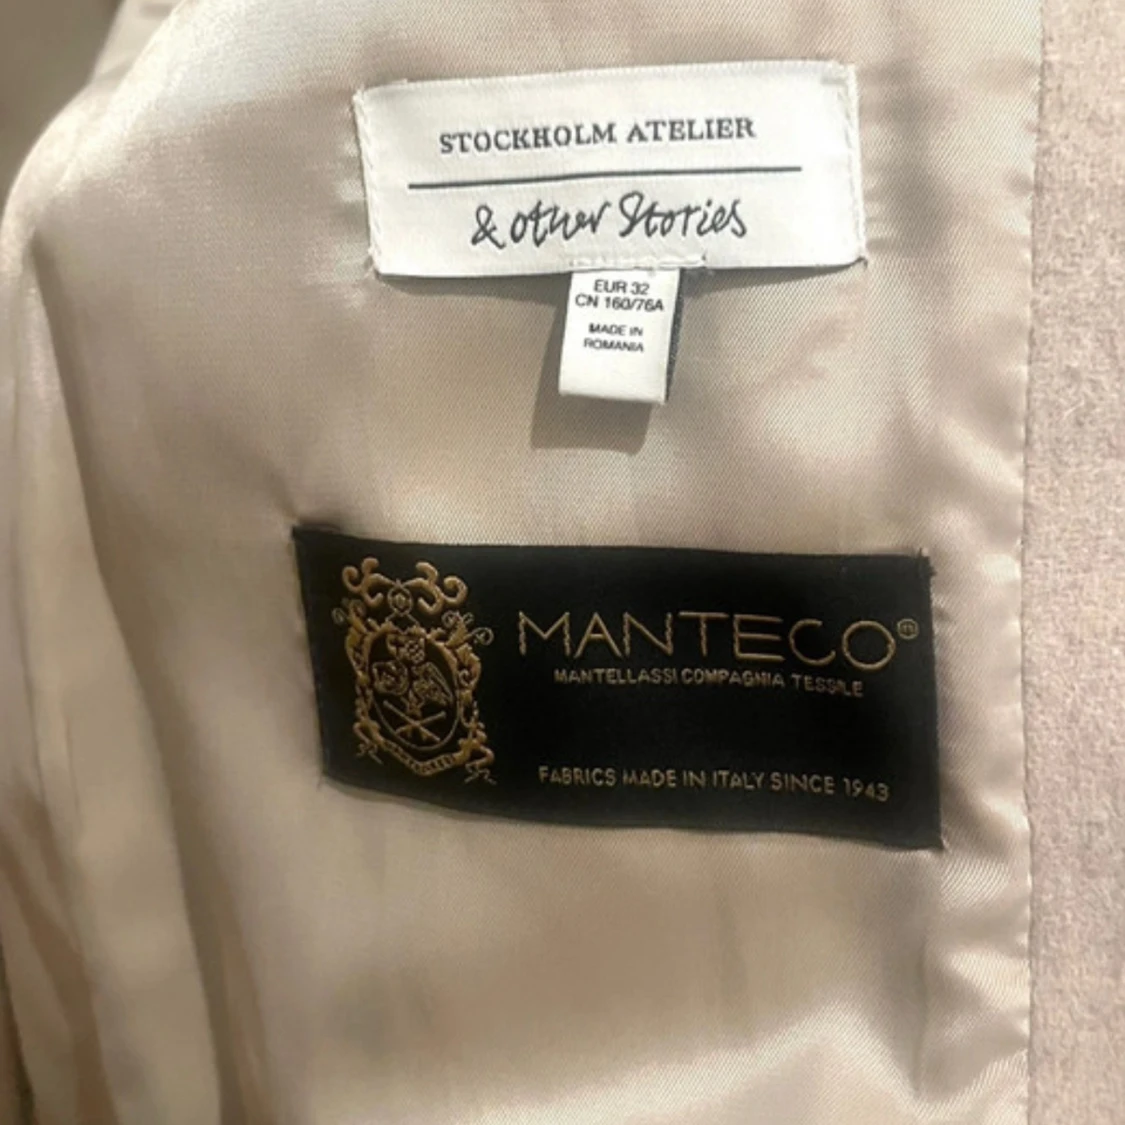 STOCKHOLM ATELIER
& other Stories
EUR 32
CN 160/76A
MADE IN
ROMANIA
MANTECO®
MANTELLASSI COMPAGNIA TESSILE
FABRICS MADE IN ITALY SINCE 1943